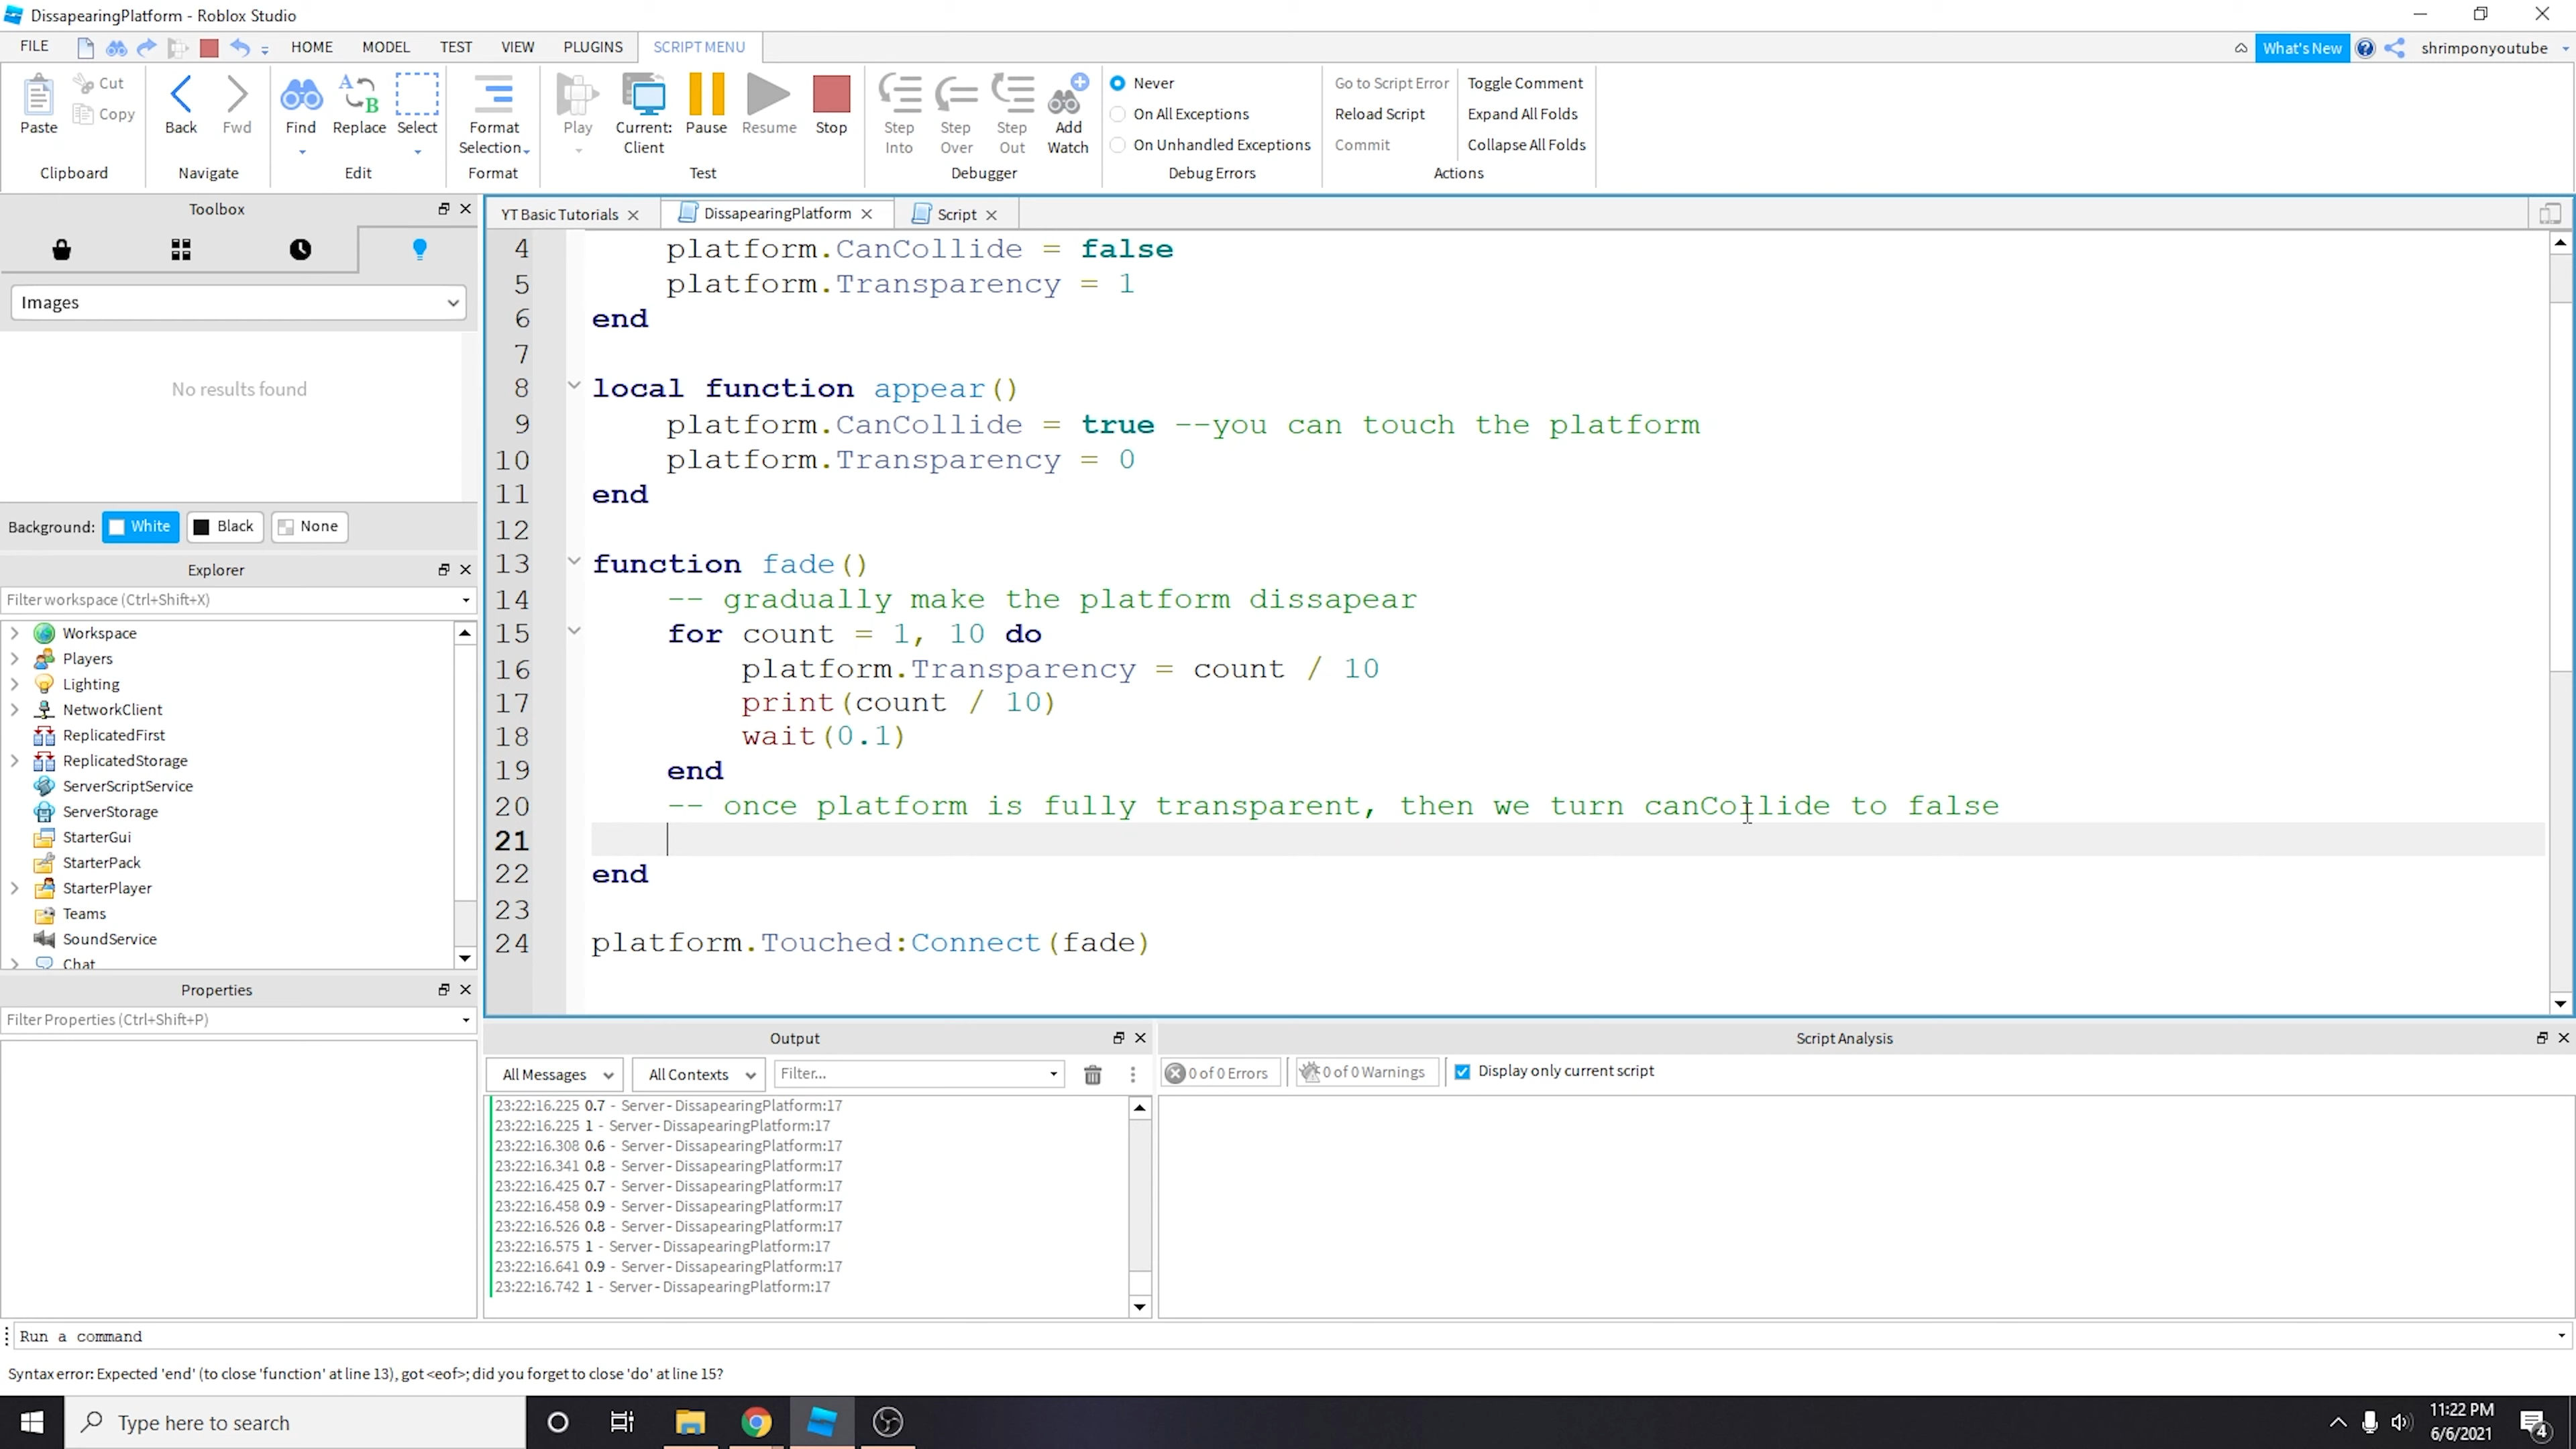 DissapearingPlatform - Roblox Studio
FILE HOME MODEL TEST VIEW PLUGINS SCRIPT MENU What's New shrimponyoutube
Paste Cut Copy Back Fwd Find Replace Select Format Selection Play Current: Client Pause Resume Stop Step Into Step Over Step Out Add Watch
Never
On All Exceptions
On Unhandled Exceptions
Go to Script Error
Reload Script
Commit
Toggle Comment
Expand All Folds
Collapse All Folds
Clipboard Navigate Edit Format Test Debugger Debug Errors Actions
Toolbox
Images
No results found
Background: White Black None
Explorer
Filter workspace (Ctrl+Shift+X)
Workspace
Players
Lighting
NetworkClient
ReplicatedFirst
ReplicatedStorage
ServerScriptService
ServerStorage
StarterGui
StarterPack
StarterPlayer
Teams
SoundService
Chat
Properties
Filter Properties (Ctrl+Shift+P)
YT Basic Tutorials DissapearingPlatform Script
4 platform.CanCollide = false
5 platform.Transparency = 1
6 end
7
8 local function appear()
9 platform.CanCollide = true --you can touch the platform
10 platform.Transparency = 0
11 end
12
13 function fade()
14 -- gradually make the platform dissapear
15 for count = 1, 10 do
16 platform.Transparency = count / 10
17 print(count / 10)
18 wait(0.1)
19 end
20 -- once platform is fully transparent, then we turn canCollide to false
21
22 end
23
24 platform.Touched:Connect(fade)
Output
All Messages All Contexts Filter...
23:22:16.225 0.7 - Server - DissapearingPlatform:17
23:22:16.225 1 - Server - DissapearingPlatform:17
23:22:16.308 0.6 - Server - DissapearingPlatform:17
23:22:16.341 0.8 - Server - DissapearingPlatform:17
23:22:16.425 0.7 - Server - DissapearingPlatform:17
23:22:16.458 0.9 - Server - DissapearingPlatform:17
23:22:16.526 0.8 - Server - DissapearingPlatform:17
23:22:16.575 1 - Server - DissapearingPlatform:17
23:22:16.641 0.9 - Server - DissapearingPlatform:17
23:22:16.742 1 - Server - DissapearingPlatform:17
Script Analysis
0 of 0 Errors 0 of 0 Warnings Display only current script
Run a command
Syntax error: Expected 'end' (to close 'function' at line 13), got <eof>; did you forget to close 'do' at line 15?
Type here to search
11:22 PM
6/6/2021
4